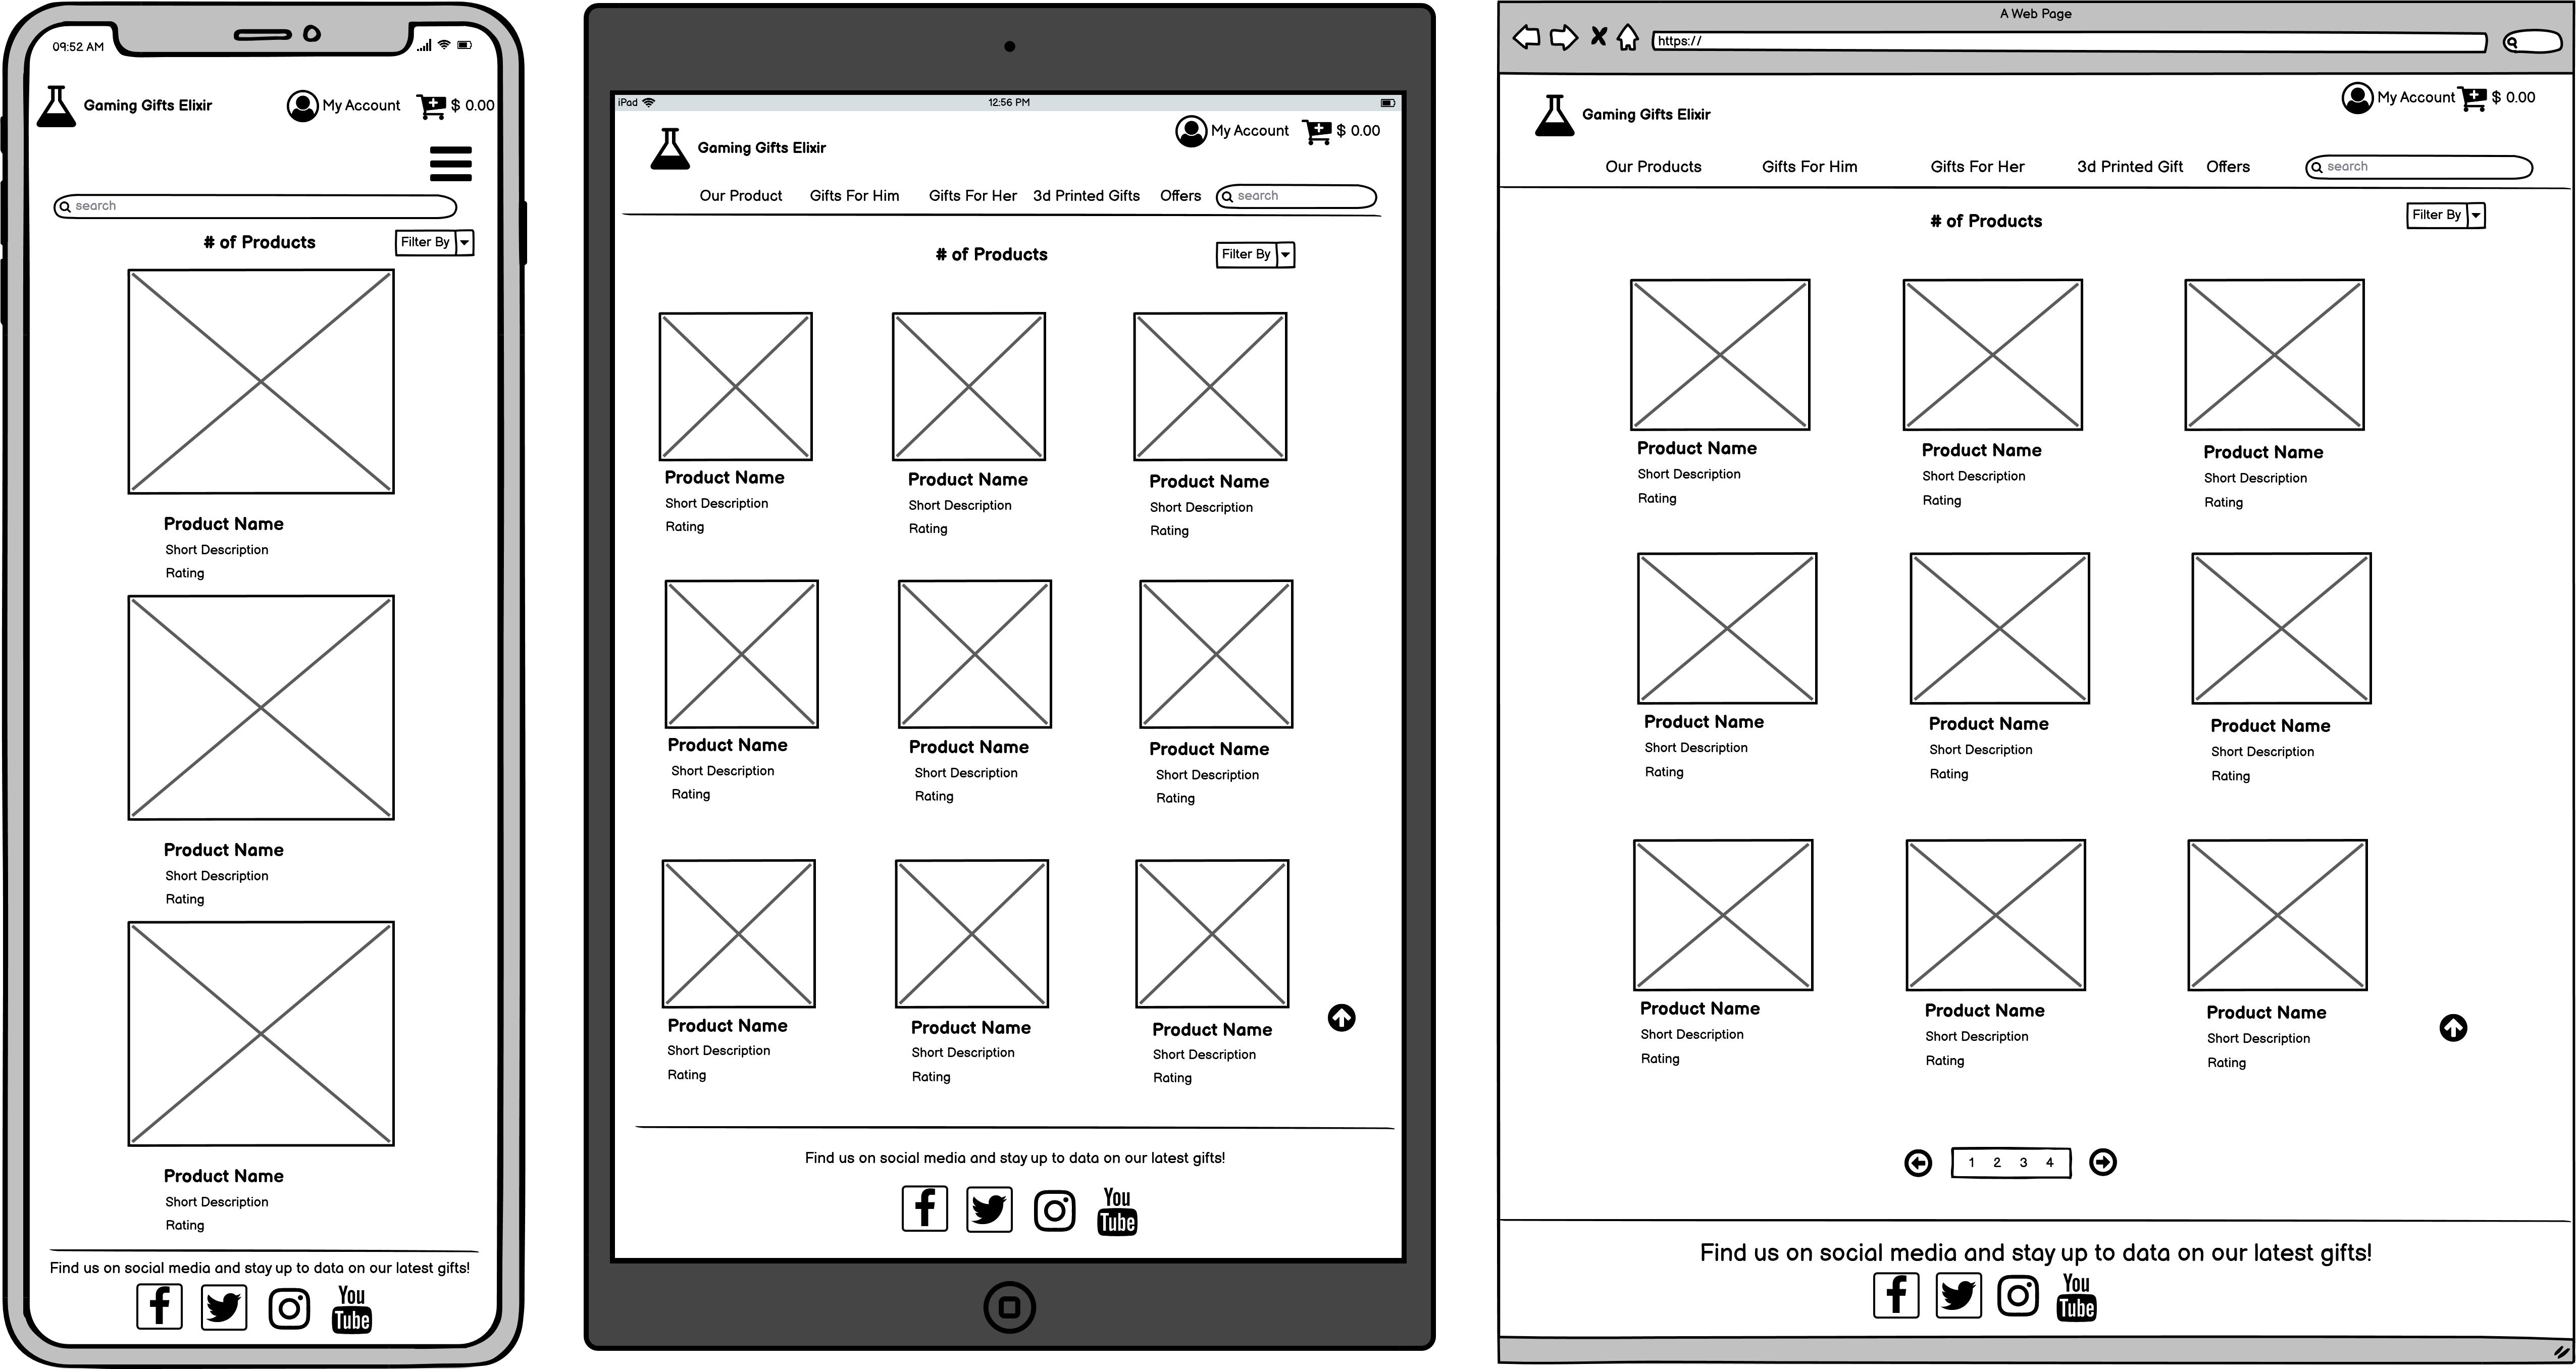 09:52 AM
Gaming Gifts Elixir
My Account
$ 0.00
search
# of Products
Filter By
Product Name
Short Description
Rating
Product Name
Short Description
Rating
Product Name
Short Description
Rating
Find us on social media and stay up to data on our latest gifts!
You
Tube
iPad
12:56 PM
Gaming Gifts Elixir
My Account
$ 0.00
Our Product
Gifts For Him
Gifts For Her
3d Printed Gifts
Offers
search
# of Products
Filter By
Product Name
Short Description
Rating
Product Name
Short Description
Rating
Product Name
Short Description
Rating
Product Name
Short Description
Rating
Product Name
Short Description
Rating
Product Name
Short Description
Rating
Product Name
Short Description
Rating
Product Name
Short Description
Rating
Product Name
Short Description
Rating
Find us on social media and stay up to data on our latest gifts!
You
Tube
A Web Page
https://
Gaming Gifts Elixir
My Account
$ 0.00
Our Products
Gifts For Him
Gifts For Her
3d Printed Gift
Offers
search
# of Products
Filter By
Product Name
Short Description
Rating
Product Name
Short Description
Rating
Product Name
Short Description
Rating
Product Name
Short Description
Rating
Product Name
Short Description
Rating
Product Name
Short Description
Rating
Product Name
Short Description
Rating
Product Name
Short Description
Rating
Product Name
Short Description
Rating
1 2 3 4
Find us on social media and stay up to data on our latest gifts!
You
Tube